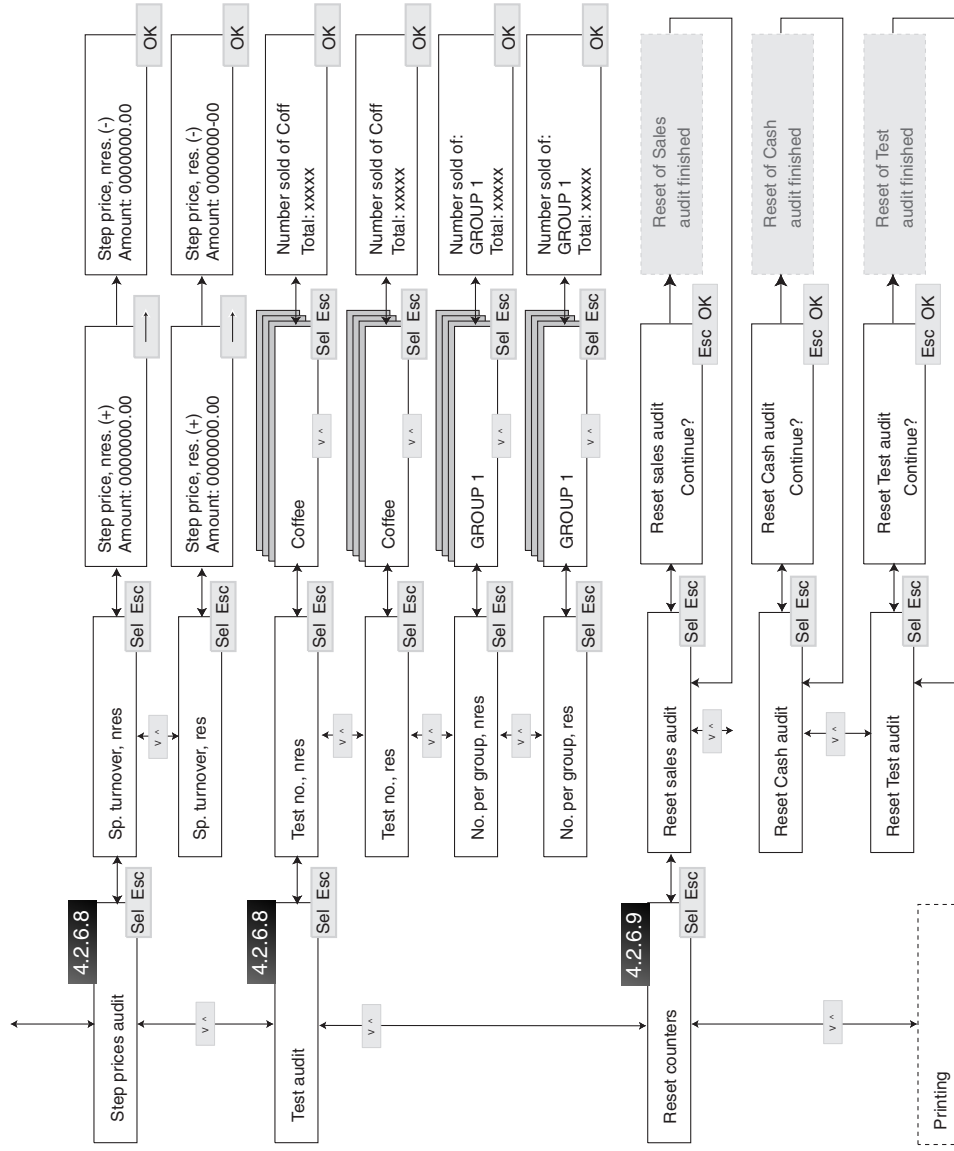 4.2.6.8
Step prices audit
Sel Esc
v ^
Sp. turnover, nres
Sel Esc
v ^
Step price, nres. (+)
Amount: 0000000.00
Step price, nres. (-)
Amount: 0000000.00
OK
Sp. turnover, res
Sel Esc
Step price, res. (+)
Amount: 0000000.00
Step price, res. (-)
Amount: 0000000-00
OK
4.2.6.8
Test audit
Sel Esc
v ^
Test no., nres
Sel Esc
v ^
Coffee
Sel Esc
v ^
Number sold of Coff
Total: xxxxx
OK
Test no., res
Sel Esc
v ^
Coffee
Sel Esc
v ^
Number sold of Coff
Total: xxxxx
OK
No. per group, nres
Sel Esc
v ^
GROUP 1
Sel Esc
v ^
Number sold of:
GROUP 1
Total: xxxxx
OK
No. per group, res
Sel Esc
GROUP 1
Sel Esc
v ^
Number sold of:
GROUP 1
Total: xxxxx
OK
4.2.6.9
Reset counters
Sel Esc
v ^
Reset sales audit
Sel Esc
v ^
Reset sales audit
Continue?
Esc OK
Reset of Sales
audit finished
Reset Cash audit
Sel Esc
v ^
Reset Cash audit
Continue?
Esc OK
Reset of Cash
audit finished
Reset Test audit
Sel Esc
Reset Test audit
Continue?
Esc OK
Reset of Test
audit finished
Printing